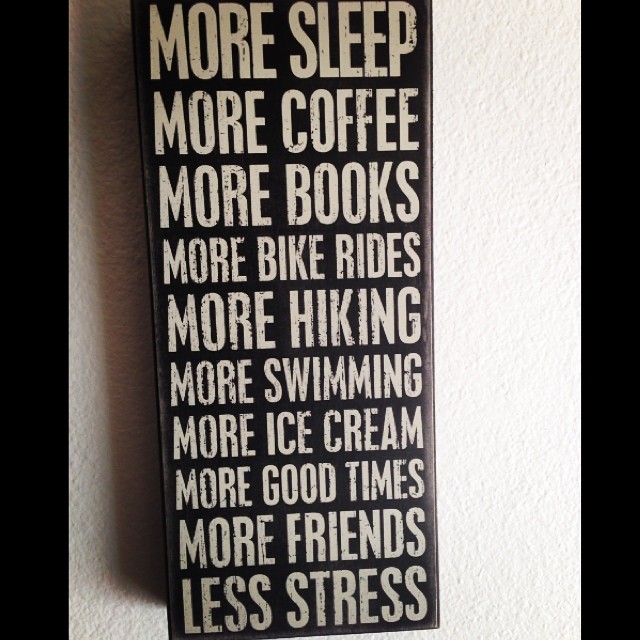 MORE SLEEP
MORE COFFEE
MORE BOOKS
MORE BIKE RIDES
MORE HIKING
MORE SWIMMING
MORE ICE CREAM
MORE GOOD TIMES
MORE FRIENDS
LESS STRESS